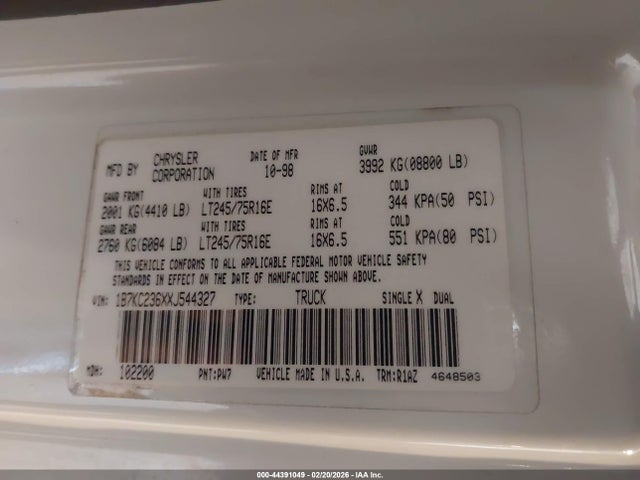 MFD BY CHRYSLER CORPORATION DATE OF MFR 10-98 GVWR 3992 KG(08800 LB)
GAWR FRONT WITH TIRES RIMS AT COLD
2001 KG(4410 LB) LT245/75R16E 16X6.5 344 KPA(50 PSI)
GAWR REAR WITH TIRES RIMS AT COLD
2760 KG(6084 LB) LT245/75R16E 16X6.5 551 KPA(80 PSI)
THIS VEHICLE CONFORMS TO ALL APPLICABLE FEDERAL MOTOR VEHICLE SAFETY
STANDARDS IN EFFECT ON THE DATE OF MANUFACTURE SHOWN ABOVE.
VIN: 1B7KC236XXJ544327 TYPE: TRUCK SINGLE X DUAL
MDH: 102200 PNT:PW7 VEHICLE MADE IN U.S.A. TRM:R1AZ 4648503
000-44391049 - 02/20/2026 - IAA Inc.